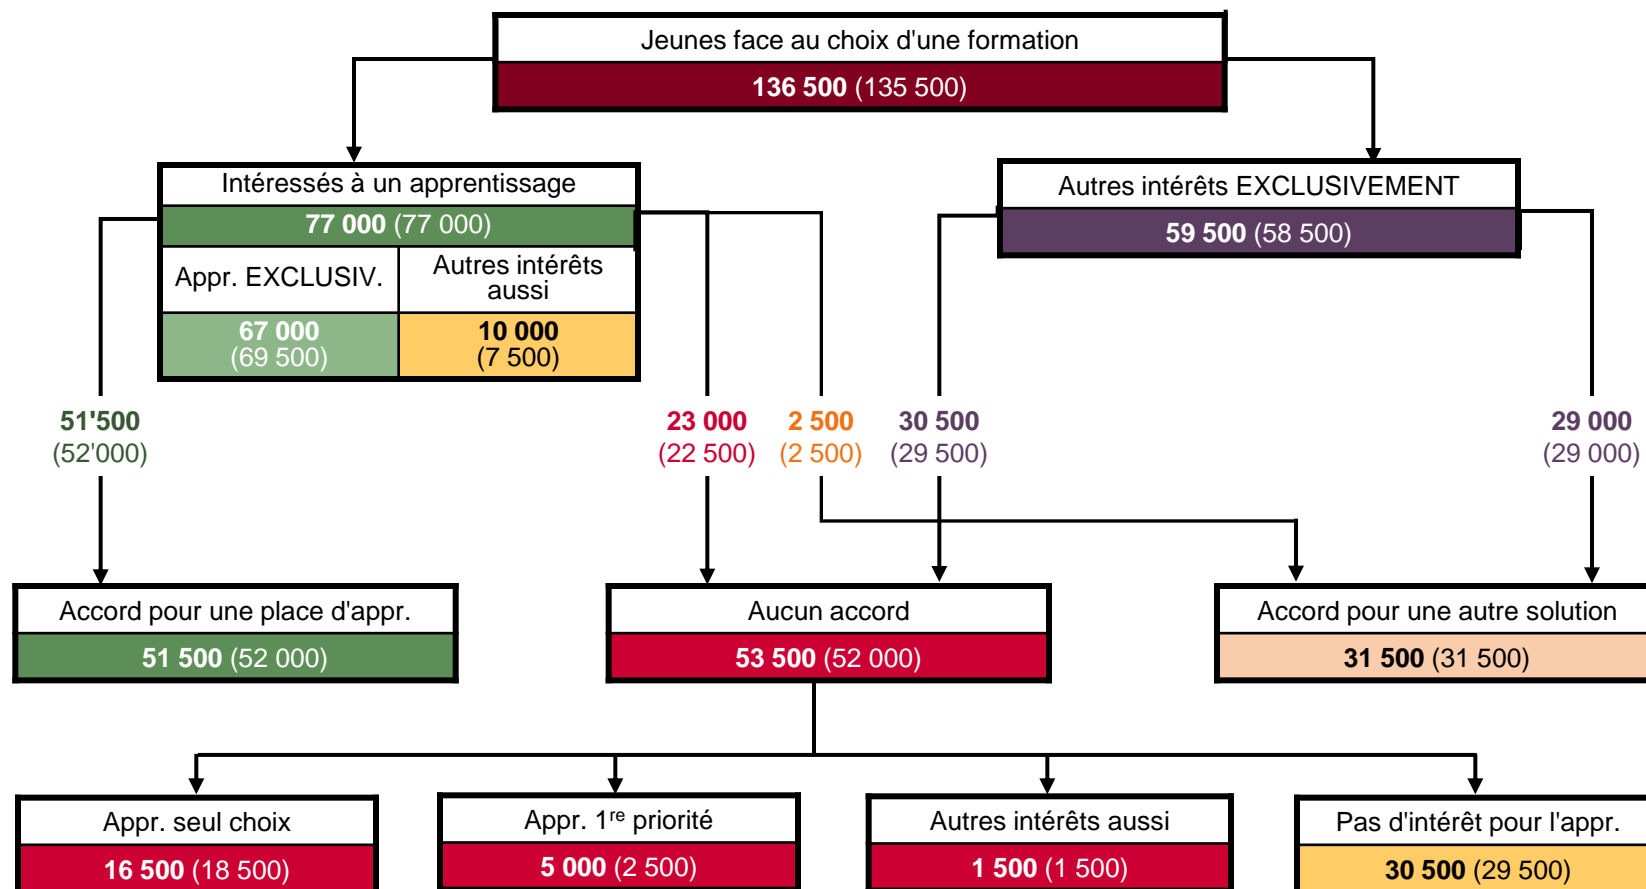 Jeunes face au choix d'une formation
136 500 (135 500)
Intéressés à un apprentissage
77 000 (77 000)
Appr. EXCLUSIV.
Autres intérêts
aussi
67 000
(69 500)
10 000
(7 500)
Autres intérêts EXCLUSIVEMENT
59 500 (58 500)
51'500
(52'000)
23 000
(22 500)
2 500
(2 500)
30 500
(29 500)
29 000
(29 000)
Accord pour une place d'appr.
51 500 (52 000)
Aucun accord
53 500 (52 000)
Accord pour une autre solution
31 500 (31 500)
Appr. seul choix
16 500 (18 500)
Appr. 1re priorité
5 000 (2 500)
Autres intérêts aussi
1 500 (1 500)
Pas d'intérêt pour l'appr.
30 500 (29 500)